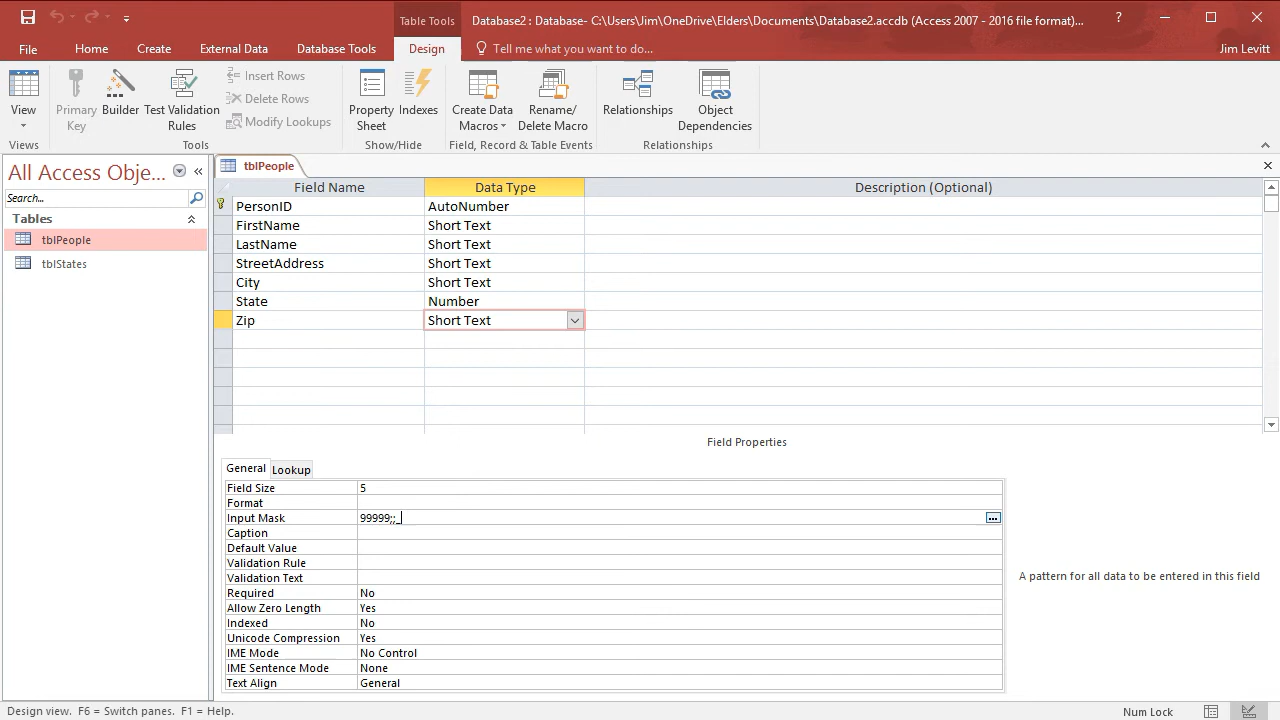 Table Tools
Database2 : Database- C:\Users\Jim\OneDrive\Elders\Documents\Database2.accdb (Access 2007 - 2016 file format)...
?
File
Home
Create
External Data
Database Tools
Design
Tell me what you want to do...
Jim Levitt
View
Primary
Key
Builder
Test Validation
Rules
Insert Rows
Delete Rows
Modify Lookups
Property
Sheet
Indexes
Create Data
Macros
Rename/
Delete Macro
Relationships
Object
Dependencies
Views
Tools
Show/Hide
Field, Record & Table Events
Relationships
All Access Obje...
Search...
Tables
tblPeople
tblStates
tblPeople
Field Name Data Type Description (Optional)
PersonID AutoNumber
FirstName Short Text
LastName Short Text
StreetAddress Short Text
City Short Text
State Number
Zip Short Text
Field Properties
General Lookup
Field Size 5
Format
Input Mask 99999;;_
Caption
Default Value
Validation Rule
Validation Text
Required No
Allow Zero Length Yes
Indexed No
Unicode Compression Yes
IME Mode No Control
IME Sentence Mode None
Text Align General
A pattern for all data to be entered in this field
Design view. F6 = Switch panes. F1 = Help.
Num Lock